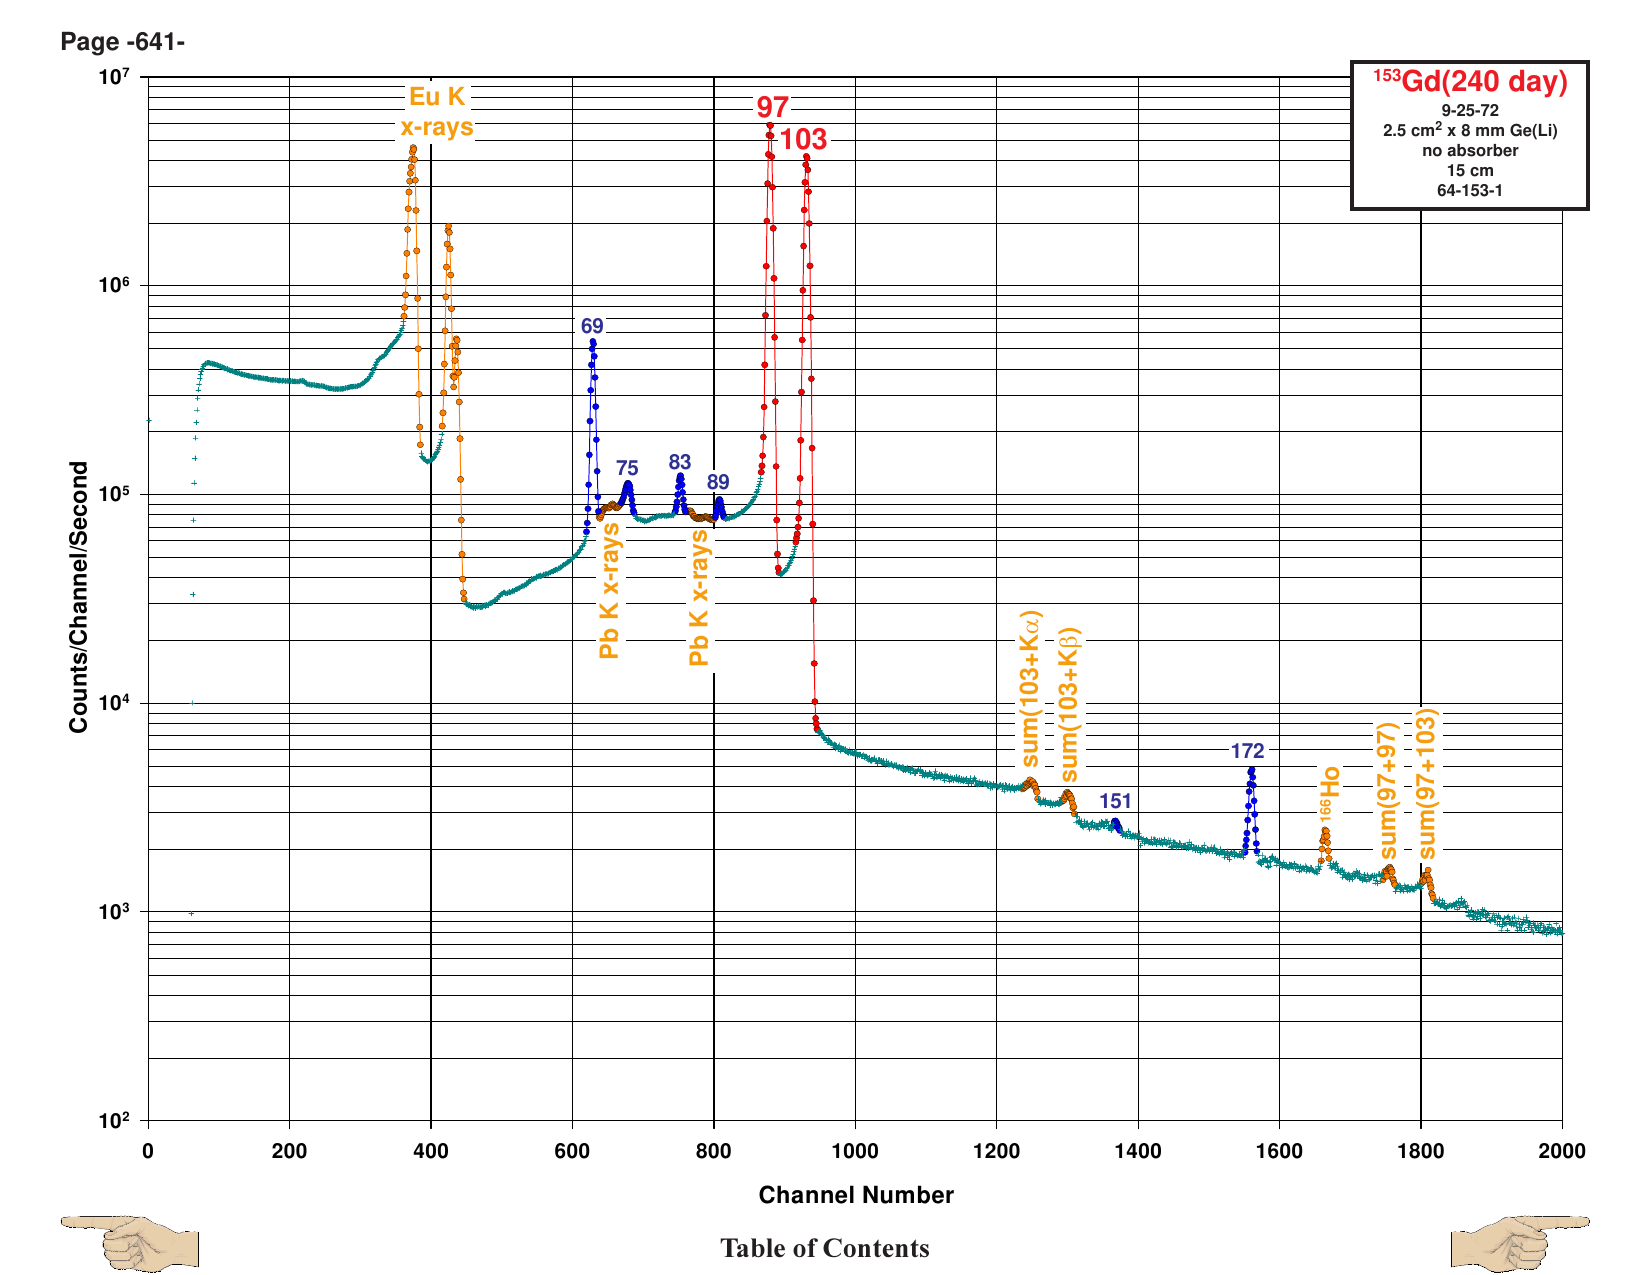 Page -641-
10⁷
10⁶
10⁵
10⁴
10³
10²
Counts/Channel/Second
Eu K
x-rays
69
75
83
89
97
103
Pb K x-rays
Pb K x-rays
sum(103+Kα)
sum(103+Kβ)
151
172
¹⁶⁶Ho
sum(97+97)
sum(97+103)
¹⁵³Gd(240 day)
9-25-72
2.5 cm² x 8 mm Ge(Li)
no absorber
15 cm
64-153-1
0 200 400 600 800 1000 1200 1400 1600 1800 2000
Channel Number
Table of Contents